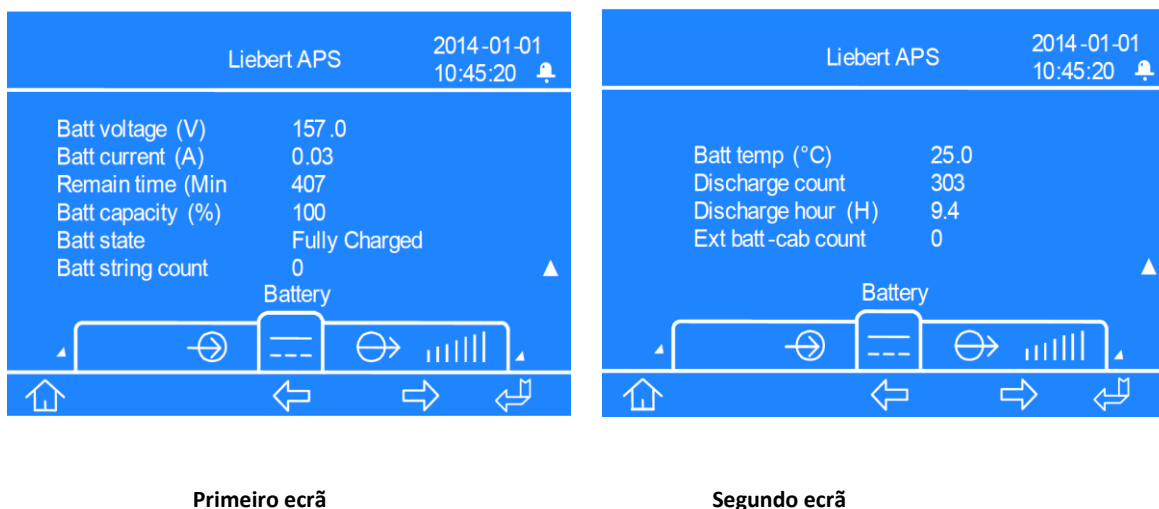 Liebert APS
2014-01-01
10:45:20
Batt voltage (V) 157.0
Batt current (A) 0.03
Remain time (Min 407
Batt capacity (%) 100
Batt state Fully Charged
Batt string count 0
Battery
Liebert APS
2014-01-01
10:45:20
Batt temp (°C) 25.0
Discharge count 303
Discharge hour (H) 9.4
Ext batt-cab count 0
Battery
Primeiro ecrã
Segundo ecrã